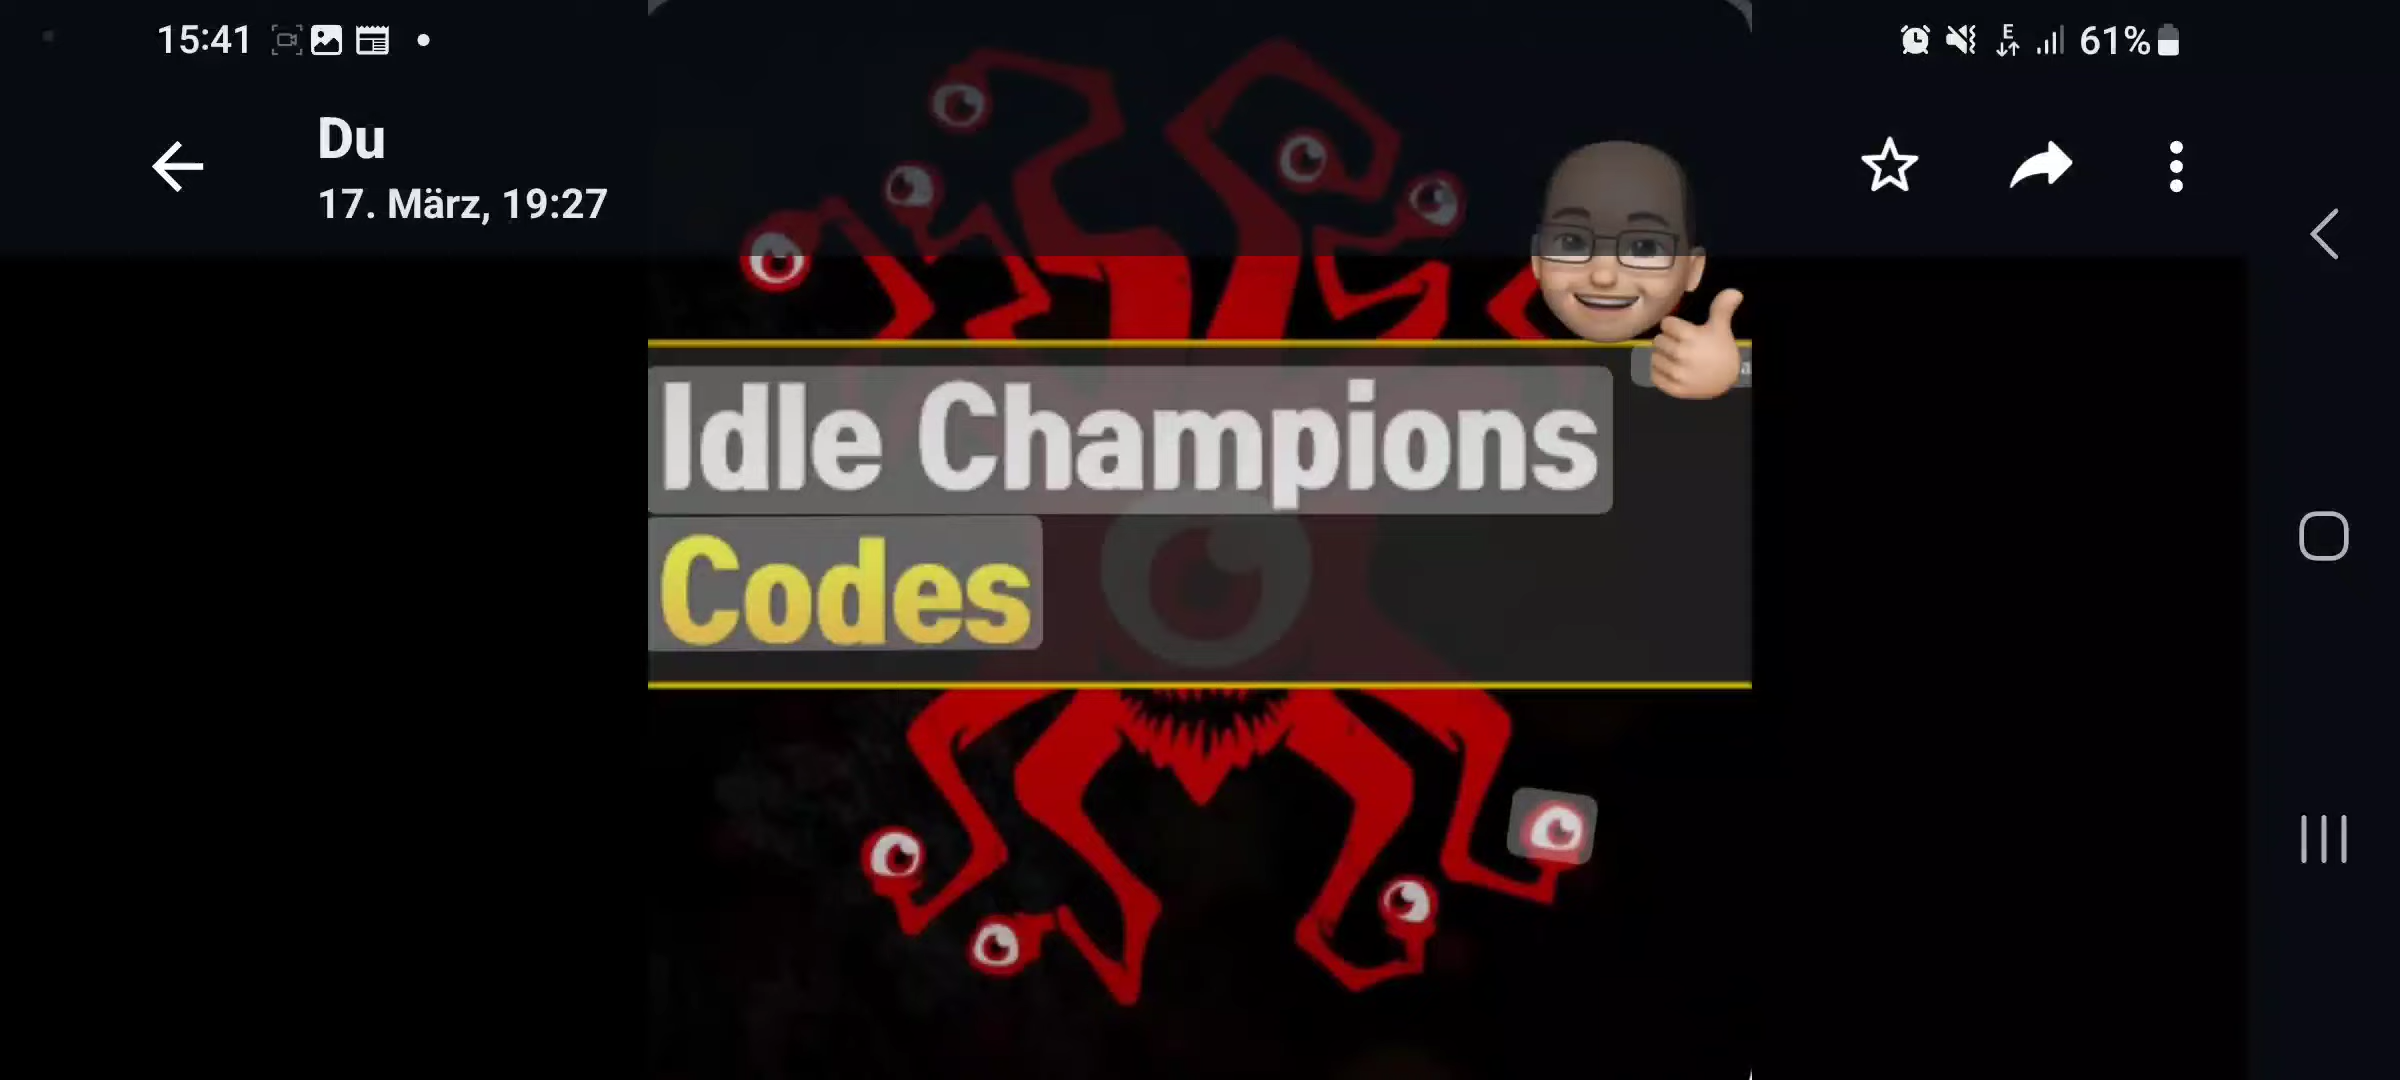 15:41
E
61%
Du
17. März, 19:27
Idle Champions
Codes